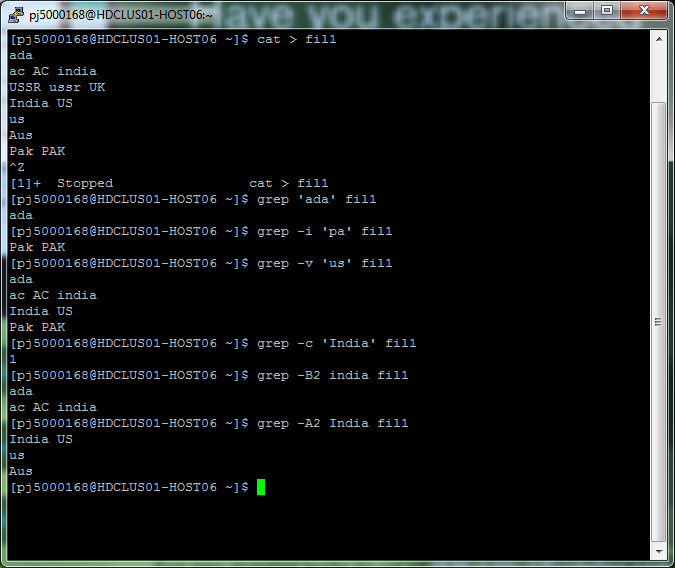 pj5000168@HDCLUS01-HOST06:~
[pj5000168@HDCLUS01-HOST06 ~]$ cat > fil1
ada
ac AC india
USSR ussr UK
India US
us
Aus
Pak PAK
^Z
[1]+  Stopped                 cat > fil1
[pj5000168@HDCLUS01-HOST06 ~]$ grep 'ada' fil1
ada
[pj5000168@HDCLUS01-HOST06 ~]$ grep -i 'pa' fil1
Pak PAK
[pj5000168@HDCLUS01-HOST06 ~]$ grep -v 'us' fil1
ada
ac AC india
India US
Pak PAK
[pj5000168@HDCLUS01-HOST06 ~]$ grep -c 'India' fil1
1
[pj5000168@HDCLUS01-HOST06 ~]$ grep -B2 india fil1
ada
ac AC india
[pj5000168@HDCLUS01-HOST06 ~]$ grep -A2 India fil1
India US
us
Aus
[pj5000168@HDCLUS01-HOST06 ~]$